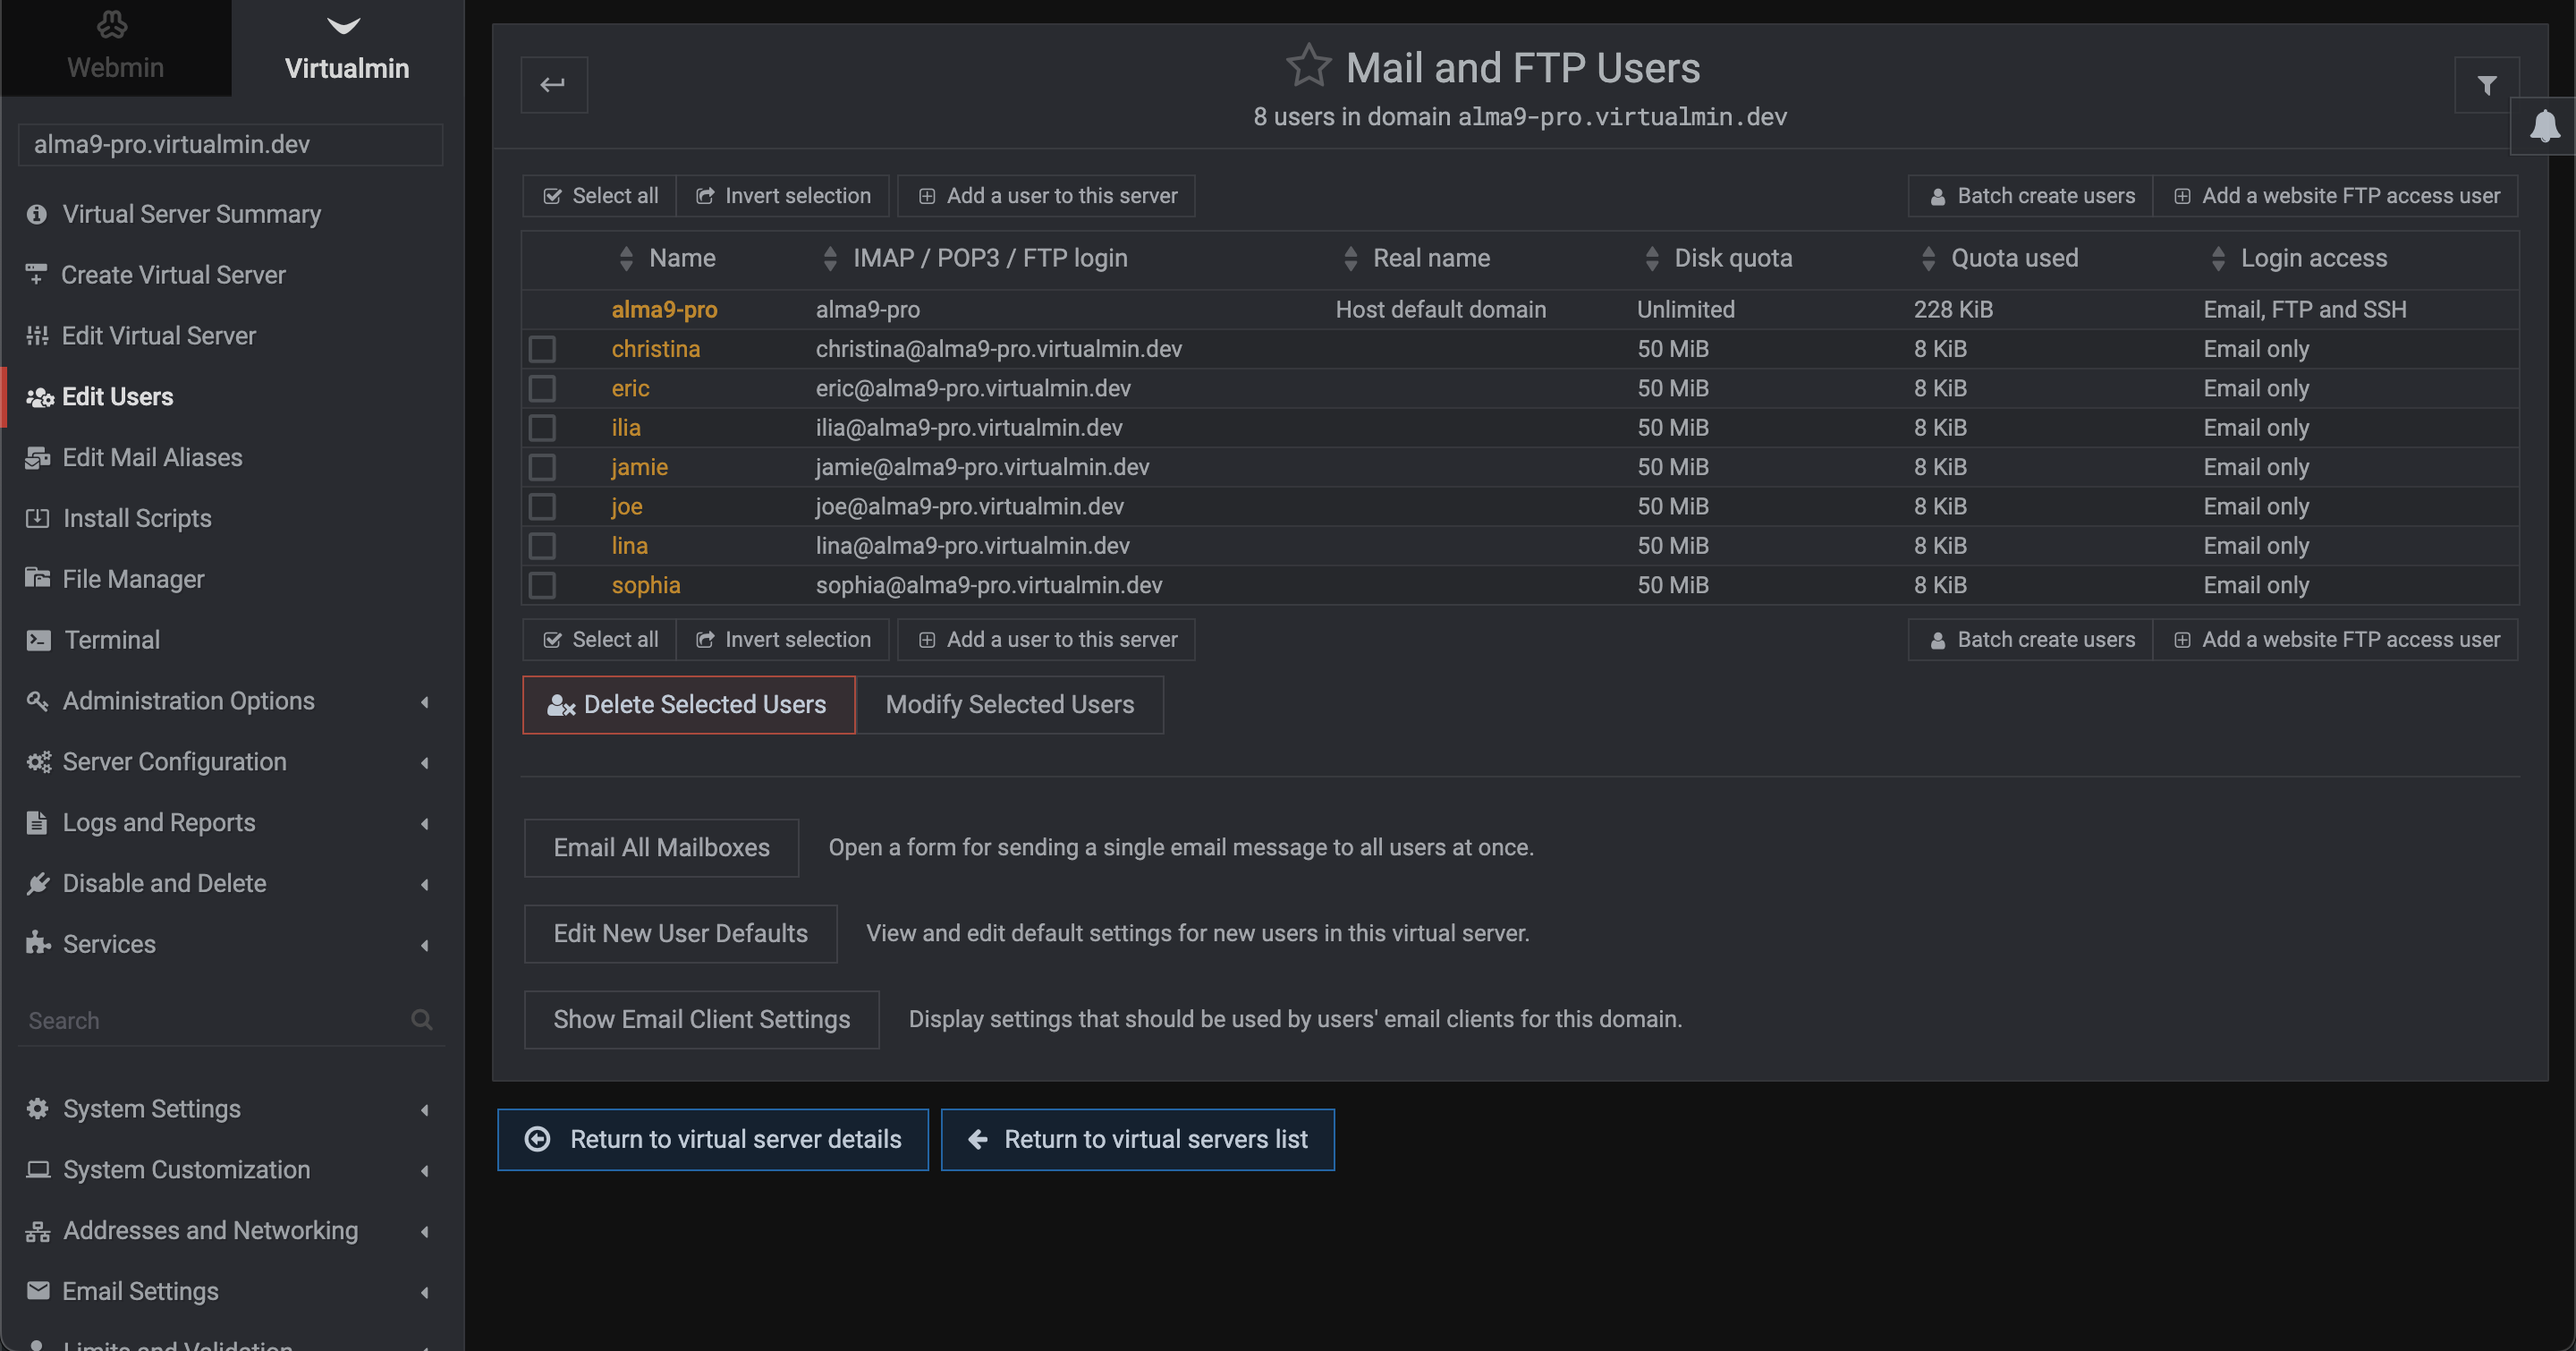 Webmin
Virtualmin
alma9-pro.virtualmin.dev
Virtual Server Summary
Create Virtual Server
Edit Virtual Server
Edit Users
Edit Mail Aliases
Install Scripts
File Manager
Terminal
Administration Options
Server Configuration
Logs and Reports
Disable and Delete
Services
Search
System Settings
System Customization
Addresses and Networking
Email Settings
Limits and Validation
Mail and FTP Users
8 users in domain alma9-pro.virtualmin.dev
Select all Invert selection Add a user to this server Batch create users Add a website FTP access user
Name IMAP / POP3 / FTP login Real name Disk quota Quota used Login access
alma9-pro alma9-pro Host default domain Unlimited 228 KiB Email, FTP and SSH
christina christina@alma9-pro.virtualmin.dev 50 MiB 8 KiB Email only
eric eric@alma9-pro.virtualmin.dev 50 MiB 8 KiB Email only
ilia ilia@alma9-pro.virtualmin.dev 50 MiB 8 KiB Email only
jamie jamie@alma9-pro.virtualmin.dev 50 MiB 8 KiB Email only
joe joe@alma9-pro.virtualmin.dev 50 MiB 8 KiB Email only
lina lina@alma9-pro.virtualmin.dev 50 MiB 8 KiB Email only
sophia sophia@alma9-pro.virtualmin.dev 50 MiB 8 KiB Email only
Select all Invert selection Add a user to this server Batch create users Add a website FTP access user
Delete Selected Users Modify Selected Users
Email All Mailboxes Open a form for sending a single email message to all users at once.
Edit New User Defaults View and edit default settings for new users in this virtual server.
Show Email Client Settings Display settings that should be used by users' email clients for this domain.
Return to virtual server details Return to virtual servers list